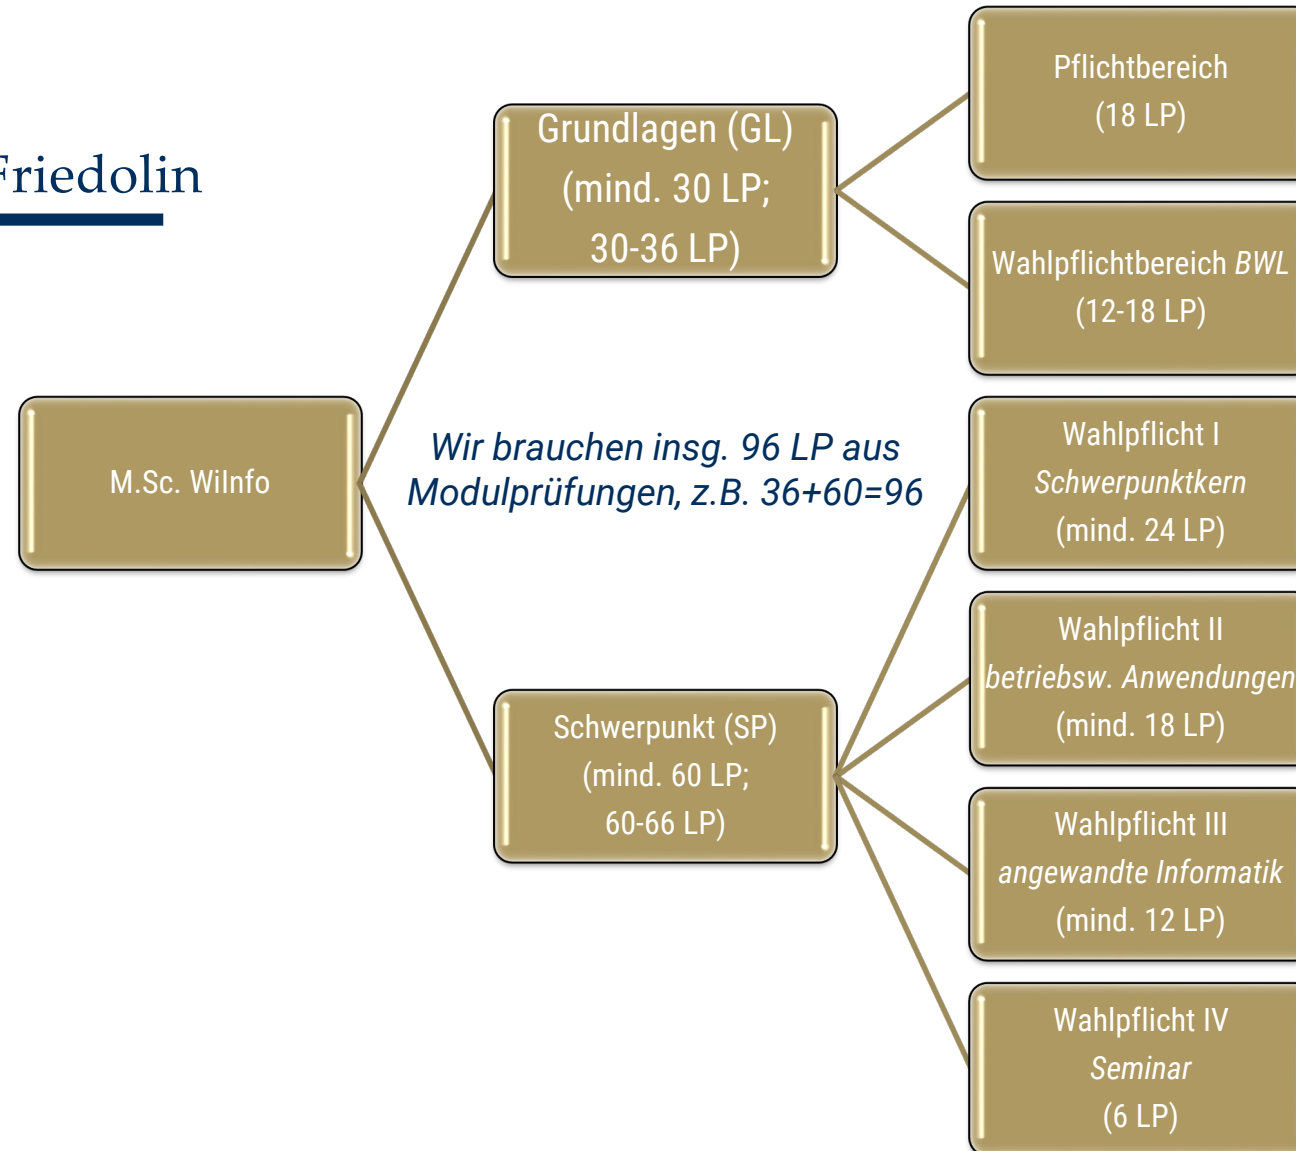 Friedolin
M.Sc. WiInfo
Grundlagen (GL)
(mind. 30 LP;
30-36 LP)
Wir brauchen insg. 96 LP aus
Modulprüfungen, z.B. 36+60=96
Schwerpunkt (SP)
(mind. 60 LP;
60-66 LP)
Pflichtbereich
(18 LP)
Wahlpflichtbereich BWL
(12-18 LP)
Wahlpflicht I
Schwerpunktkern
(mind. 24 LP)
Wahlpflicht II
betriebsw. Anwendungen
(mind. 18 LP)
Wahlpflicht III
angewandte Informatik
(mind. 12 LP)
Wahlpflicht IV
Seminar
(6 LP)